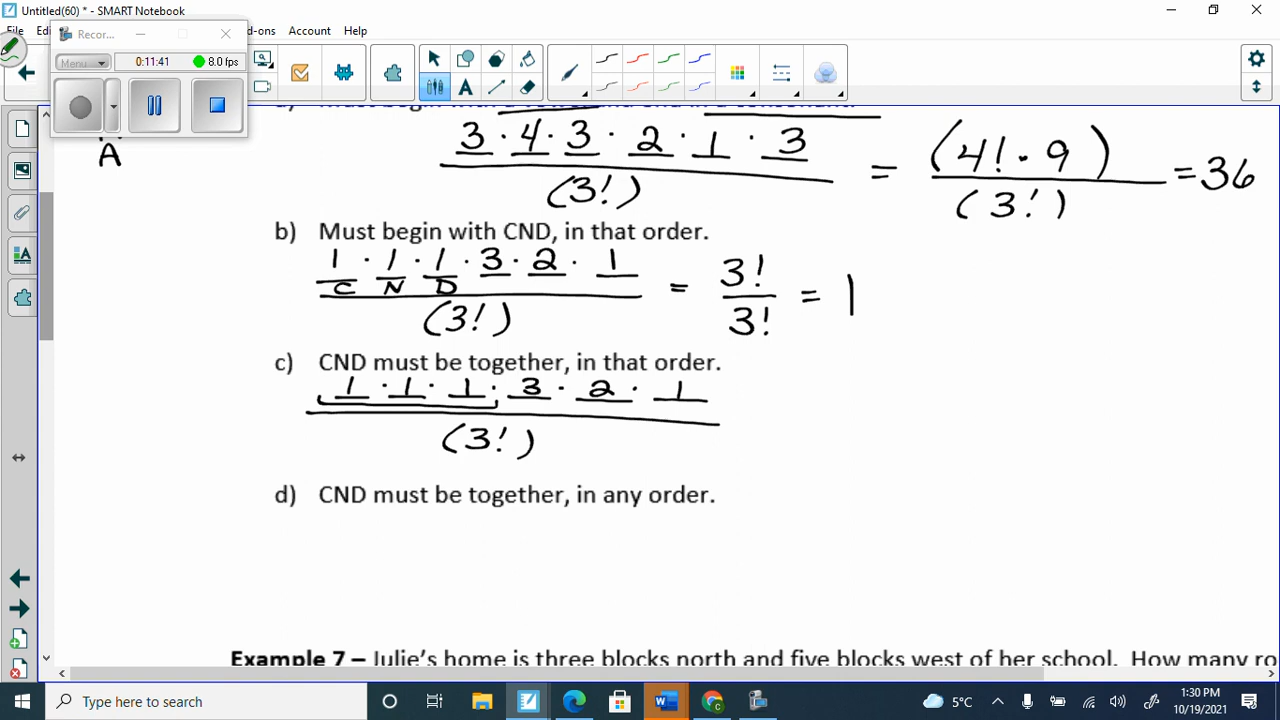 Untitled(60) * - SMART Notebook
File
d-ons Account Help
Recor...
Menu
0:11:41 8.0 fps
A
3 · 4 · 3 · 2 · 1 · 3
(3!)
= (4! · 9) / (3!) = 36
b) Must begin with CND, in that order.
1 · 1 · 1 · 3 · 2 · 1
C N D
(3!)
= 3! / 3! = 1
c) CND must be together, in that order.
1 · 1 · 1 · 3 · 2 · 1
(3!)
d) CND must be together, in any order.
Example 7 – Julie's home is three blocks north and five blocks west of her school. How many ro
Type here to search
5°C
1:30 PM
10/19/2021